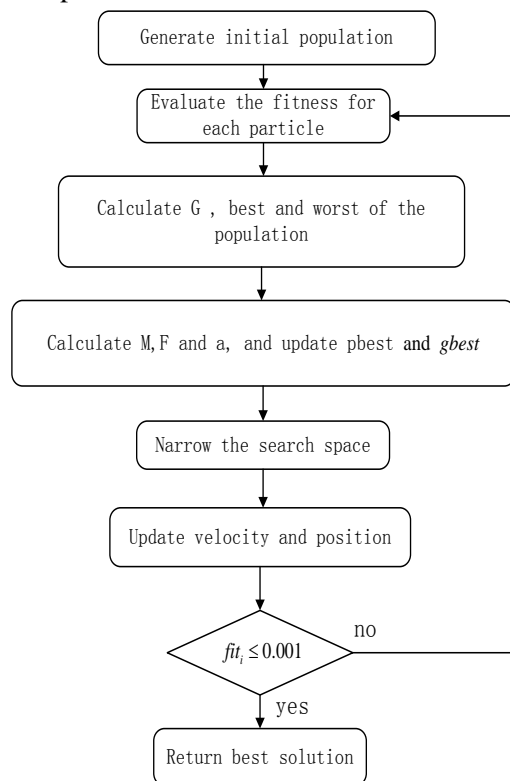 Generate initial population
Evaluate the fitness for
each particle
Calculate G , best and worst of the
population
Calculate M,F and a, and update pbest and gbest
Narrow the search space
Update velocity and position
fit_i ≤ 0.001
no
yes
Return best solution